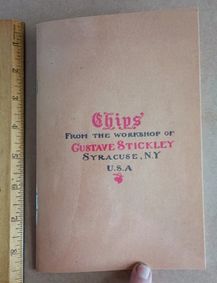 Chips
FROM THE WORKSHOP OF
GUSTAVE STICKLEY
SYRACUSE, N.Y
U.S.A